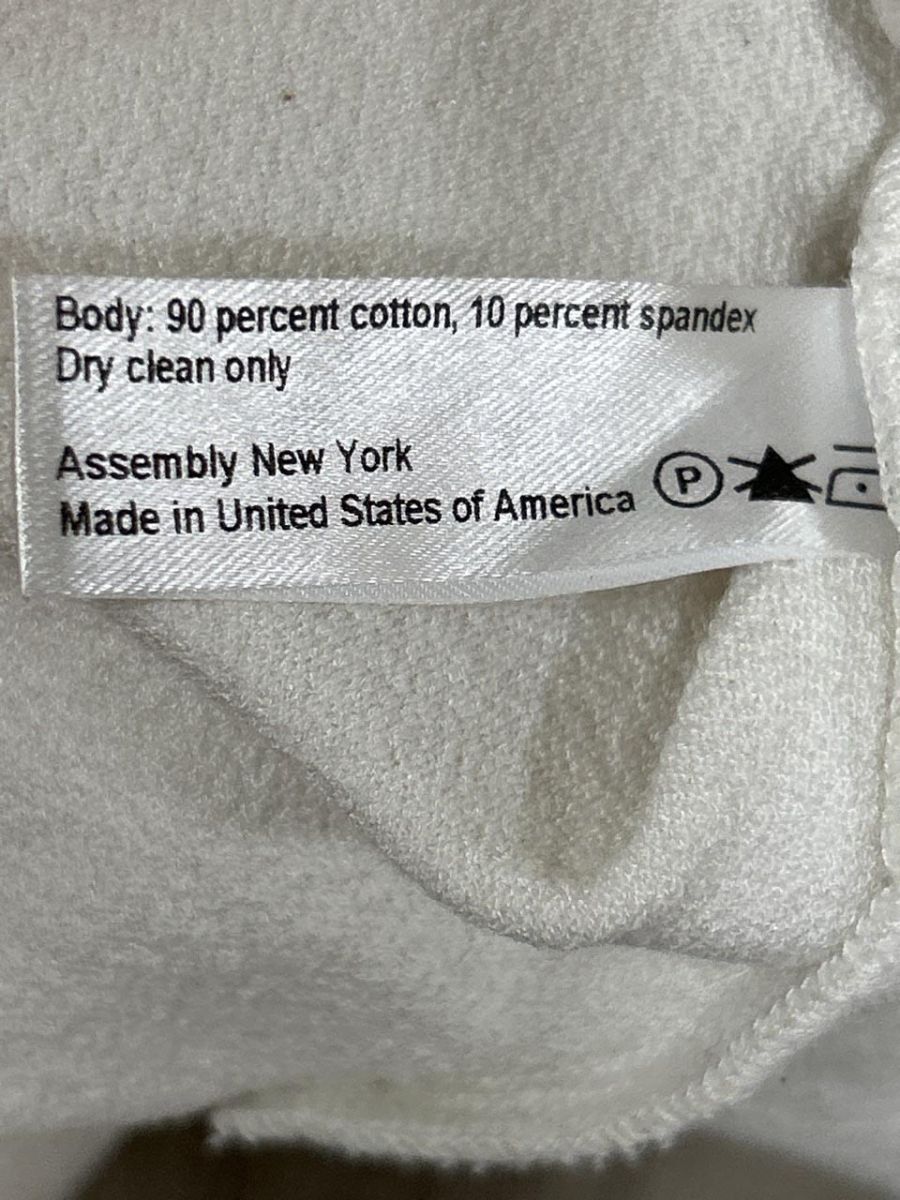 Body: 90 percent cotton, 10 percent spandex
Dry clean only
Assembly New York
Made in United States of America
P